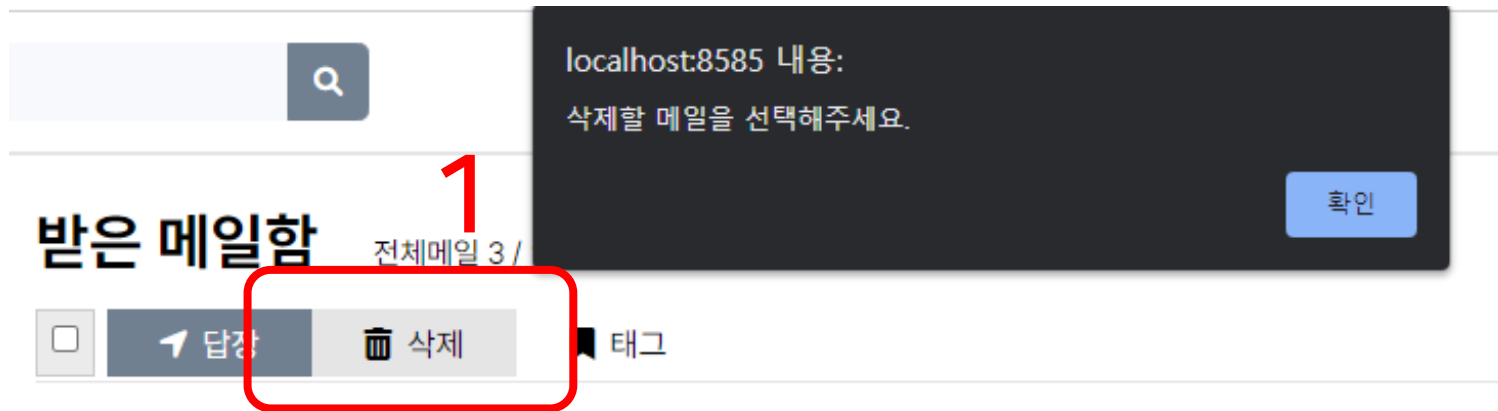 localhost:8585 내용:
삭제할 메일을 선택해주세요.
확인
1
받은 메일함
전체메일 3 /
답장
삭제
태그